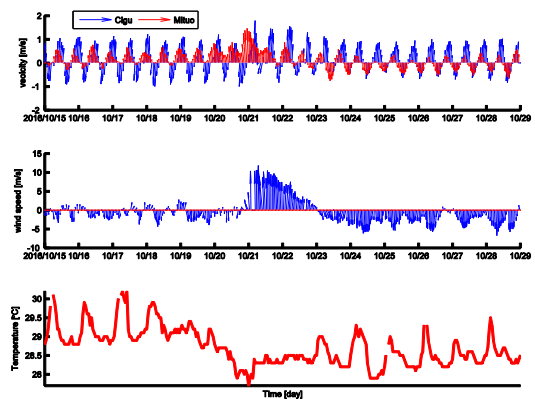 Cigu Mituo
2
1
0
-1
-2
veolcity [m/s]
2016/10/15 10/16 10/17 10/18 10/19 10/20 10/21 10/22 10/23 10/24 10/25 10/26 10/27 10/28 10/29
15
10
5
0
-5
-10
wind speed [m/s]
2016/10/15 10/16 10/17 10/18 10/19 10/20 10/21 10/22 10/23 10/24 10/25 10/26 10/27 10/28 10/29
30
29.5
29
28.5
28
Temperature [°C]
Time [day]